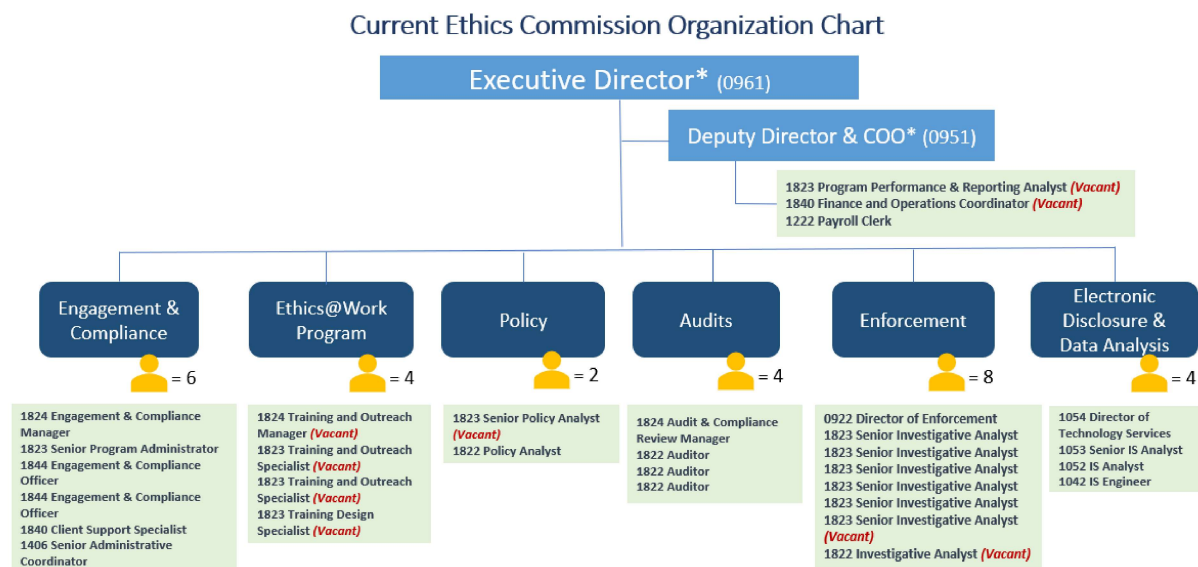 Current Ethics Commission Organization Chart
Executive Director* (0961)
Deputy Director & COO* (0951)
1823 Program Performance & Reporting Analyst (Vacant)
1840 Finance and Operations Coordinator (Vacant)
1222 Payroll Clerk
Engagement &
Compliance
= 6
1824 Engagement & Compliance
Manager
1823 Senior Program Administrator
1844 Engagement & Compliance
Officer
1844 Engagement & Compliance
Officer
1840 Client Support Specialist
1406 Senior Administrative
Coordinator
Ethics@Work
Program
= 4
1824 Training and Outreach
Manager (Vacant)
1823 Training and Outreach
Specialist (Vacant)
1823 Training and Outreach
Specialist (Vacant)
1823 Training Design
Specialist (Vacant)
Policy
= 2
1823 Senior Policy Analyst
(Vacant)
1822 Policy Analyst
Audits
= 4
1824 Audit & Compliance
Review Manager
1822 Auditor
1822 Auditor
1822 Auditor
Enforcement
= 8
0922 Director of Enforcement
1823 Senior Investigative Analyst
1823 Senior Investigative Analyst
1823 Senior Investigative Analyst
1823 Senior Investigative Analyst
1823 Senior Investigative Analyst
1823 Senior Investigative Analyst
(Vacant)
1822 Investigative Analyst (Vacant)
Electronic
Disclosure &
Data Analysis
= 4
1054 Director of
Technology Services
1053 Senior IS Analyst
1052 IS Analyst
1042 IS Engineer